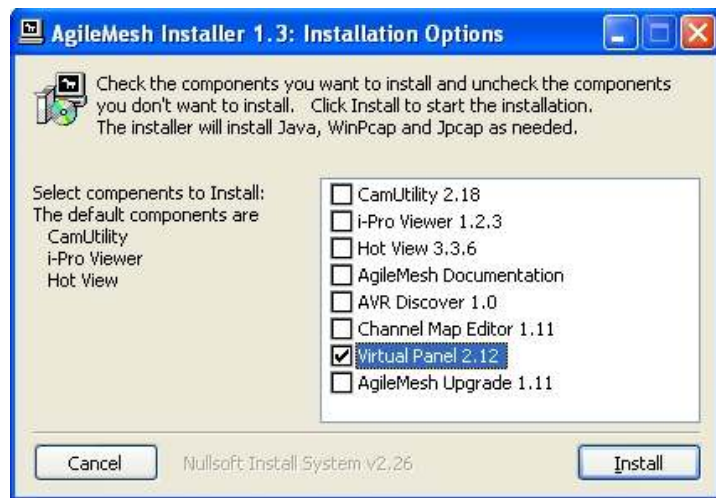 AgileMesh Installer 1.3: Installation Options
Check the components you want to install and uncheck the components
you don't want to install. Click Install to start the installation.
The installer will install Java, WinPcap and Jpcap as needed.
Select compenents to Install:
The default components are
CamUtility
i-Pro Viewer
Hot View
CamUtility 2.18
i-Pro Viewer 1.2.3
Hot View 3.3.6
AgileMesh Documentation
AVR Discover 1.0
Channel Map Editor 1.11
Virtual Panel 2.12
AgileMesh Upgrade 1.11
Cancel
Nullsoft Install System v2.26
Install